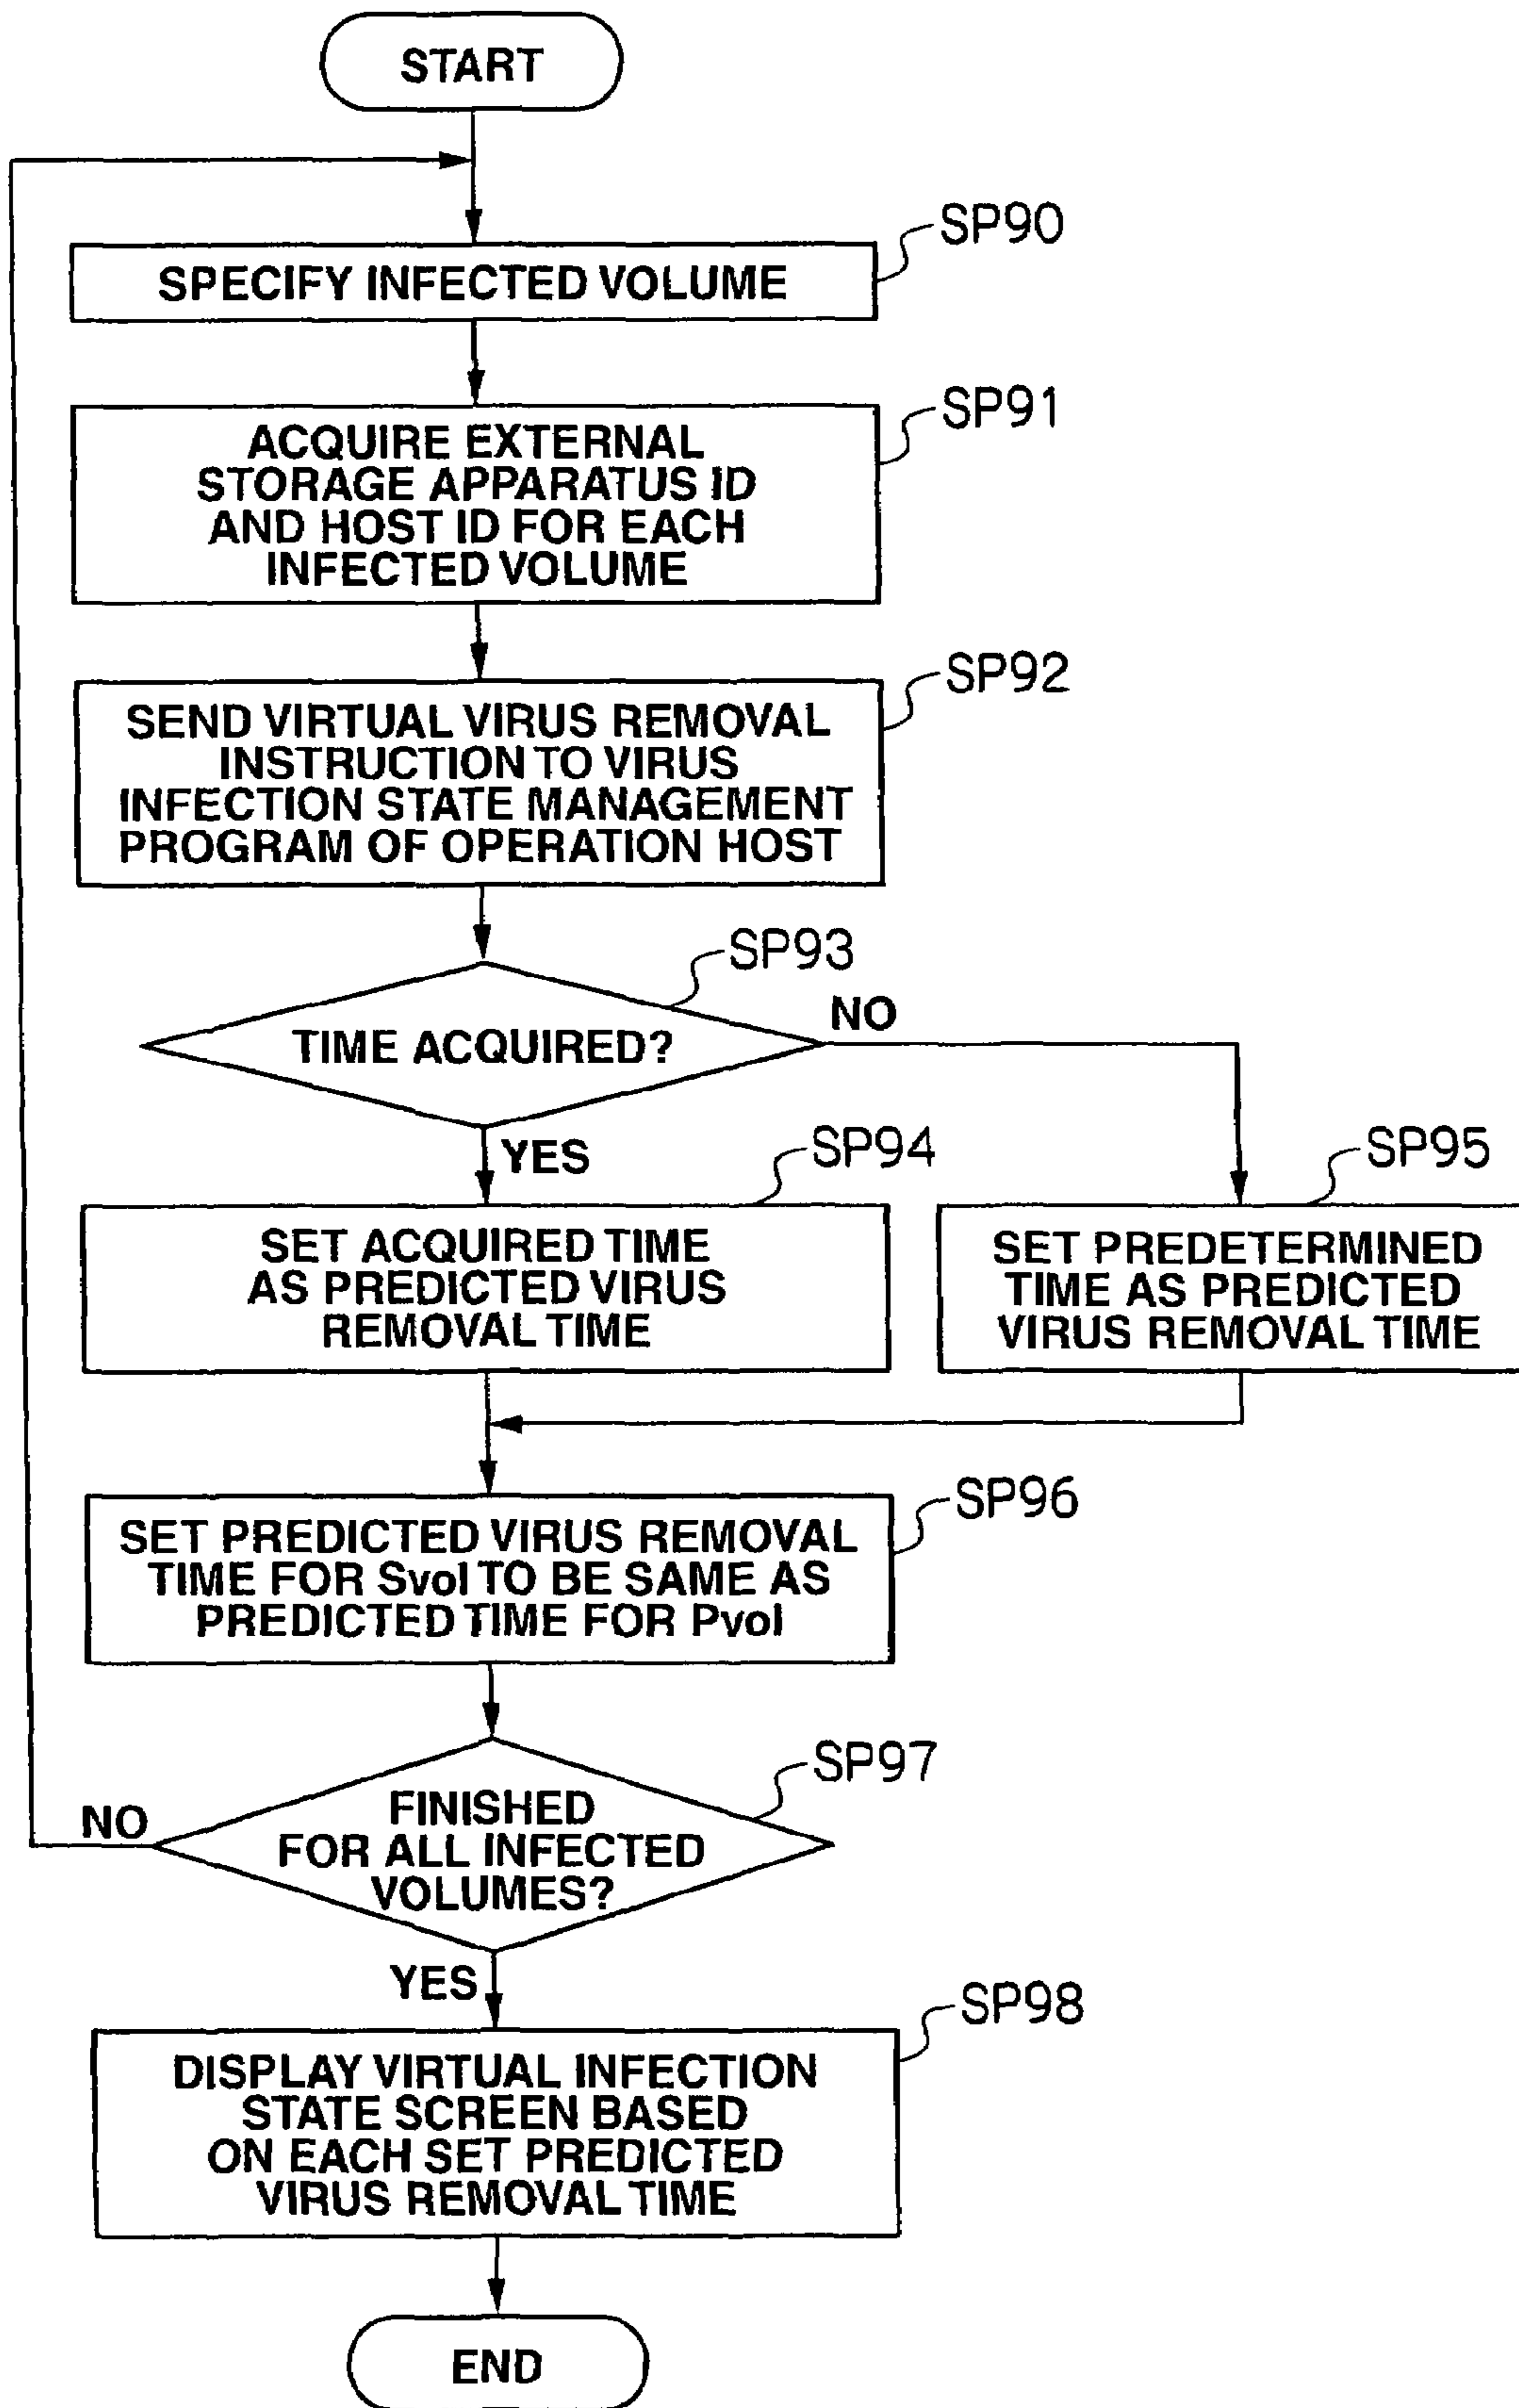 START
SP90
SPECIFY INFECTED VOLUME
SP91
ACQUIRE EXTERNAL
STORAGE APPARATUS ID
AND HOST ID FOR EACH
INFECTED VOLUME
SP92
SEND VIRTUAL VIRUS REMOVAL
INSTRUCTION TO VIRUS
INFECTION STATE MANAGEMENT
PROGRAM OF OPERATION HOST
SP93
NO
TIME ACQUIRED?
YES
SP94
SP95
SET ACQUIRED TIME
AS PREDICTED VIRUS
REMOVAL TIME
SET PREDETERMINED
TIME AS PREDICTED
VIRUS REMOVAL TIME
SP96
SET PREDICTED VIRUS REMOVAL
TIME FOR Svol TO BE SAME AS
PREDICTED TIME FOR Pvol
SP97
NO
FINISHED
FOR ALL INFECTED
VOLUMES?
YES
SP98
DISPLAY VIRTUAL INFECTION
STATE SCREEN BASED
ON EACH SET PREDICTED
VIRUS REMOVAL TIME
END